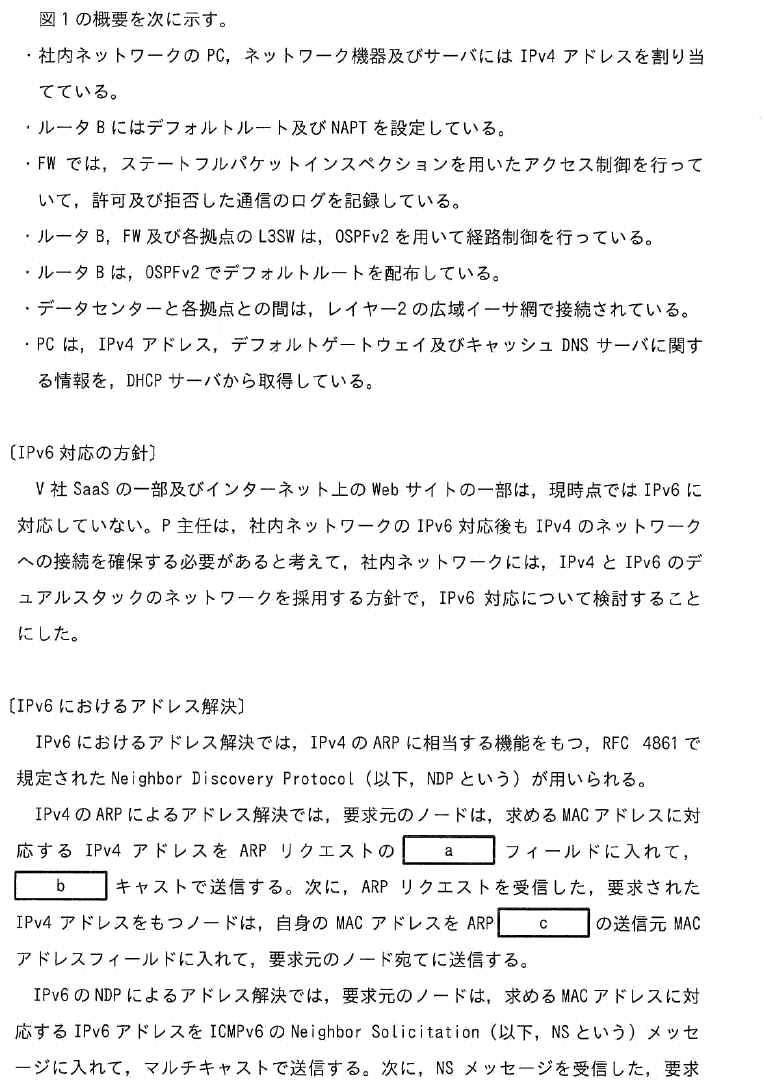 図1の概要を次に示す。
・社内ネットワークの PC，ネットワーク機器及びサーバには IPv4 アドレスを割り当
てている。
・ルータ B にはデフォルトルート及び NAPT を設定している。
・FW では，ステートフルパケットインスペクションを用いたアクセス制御を行って
いて，許可及び拒否した通信のログを記録している。
・ルータ B，FW 及び各拠点の L3SW は，OSPFv2 を用いて経路制御を行っている。
・ルータ B は，OSPFv2 でデフォルトルートを配布している。
・データセンターと各拠点との間は，レイヤー2 の広域イーサ網で接続されている。
・PC は，IPv4 アドレス，デフォルトゲートウェイ及びキャッシュ DNS サーバに関す
る情報を，DHCP サーバから取得している。
〔IPv6 対応の方針〕
V 社 SaaS の一部及びインターネット上の Web サイトの一部は，現時点では IPv6 に
対応していない。P 主任は，社内ネットワークの IPv6 対応後も IPv4 のネットワーク
への接続を確保する必要があると考えて，社内ネットワークには，IPv4 と IPv6 のデ
ュアルスタックのネットワークを採用する方針で，IPv6 対応について検討すること
にした。
〔IPv6 におけるアドレス解決〕
IPv6 におけるアドレス解決では，IPv4 の ARP に相当する機能をもつ，RFC 4861 で
規定された Neighbor Discovery Protocol（以下，NDP という）が用いられる。
IPv4 の ARP によるアドレス解決では，要求元のノードは，求める MAC アドレスに対
応する IPv4 アドレスを ARP リクエストの a フィールドに入れて，
b キャストで送信する。次に，ARP リクエストを受信した，要求された
IPv4 アドレスをもつノードは，自身の MAC アドレスを ARP c の送信元 MAC
アドレスフィールドに入れて，要求元のノード宛てに送信する。
IPv6 の NDP によるアドレス解決では，要求元のノードは，求める MAC アドレスに対
応する IPv6 アドレスを ICMPv6 の Neighbor Solicitation（以下，NS という）メッセ
ージに入れて，マルチキャストで送信する。次に，NS メッセージを受信した，要求